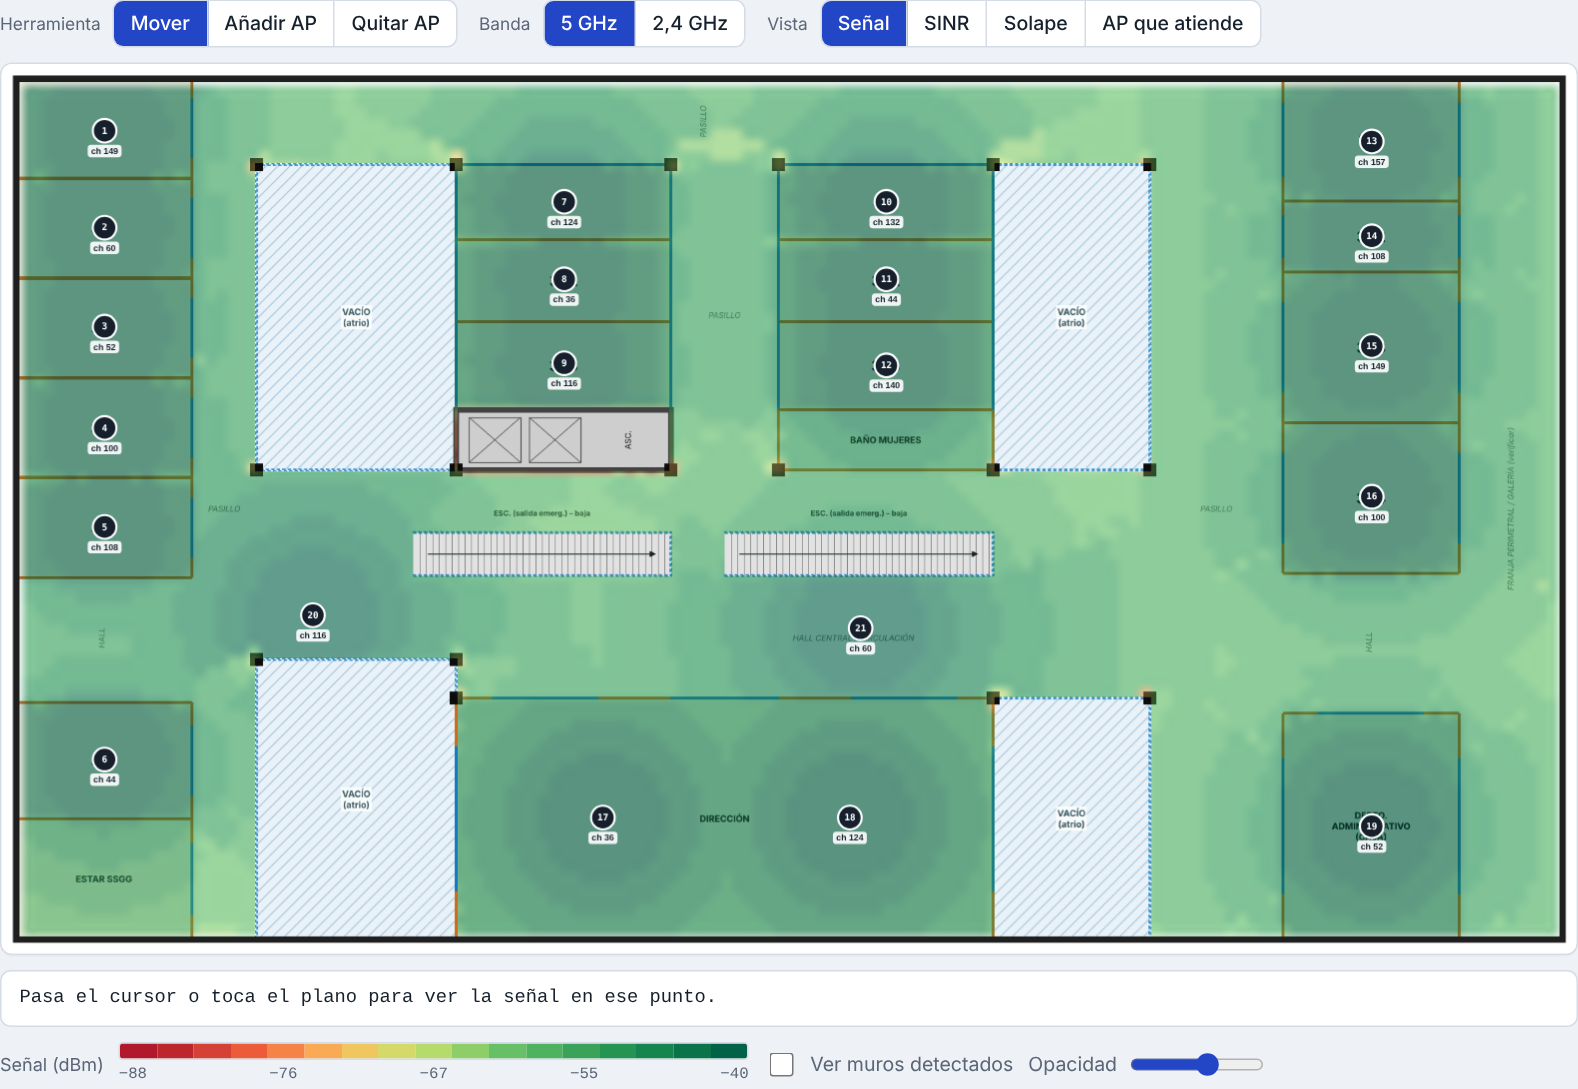 Herramienta Mover Añadir AP Quitar AP Banda 5 GHz 2,4 GHz Vista Señal SINR Solape AP que atiende
1
ch 149
2
ch 60
3
ch 52
4
ch 100
5
ch 108
6
ch 44
ESTAR SSGG
PASILLO
HALL
VACÍO
(atrio)
7
ch 124
8
ch 36
9
ch 116
ASC.
PASILLO
PASILLO
10
ch 132
11
ch 44
12
ch 140
BAÑO MUJERES
VACÍO
(atrio)
13
ch 157
14
ch 108
15
ch 149
16
ch 100
PASILLO
FRANJA PERIMETRAL / GALERÍA (verificar)
ESC. (salida emerg.) – baja
ESC. (salida emerg.) – baja
20
ch 116
21
ch 60
HALL CENTRAL
HALL
VACÍO
(atrio)
17
ch 36
DIRECCIÓN
18
ch 124
VACÍO
(atrio)
19
ch 52
Pasa el cursor o toca el plano para ver la señal en ese punto.
Señal (dBm) −88 −76 −67 −55 −40 Ver muros detectados Opacidad